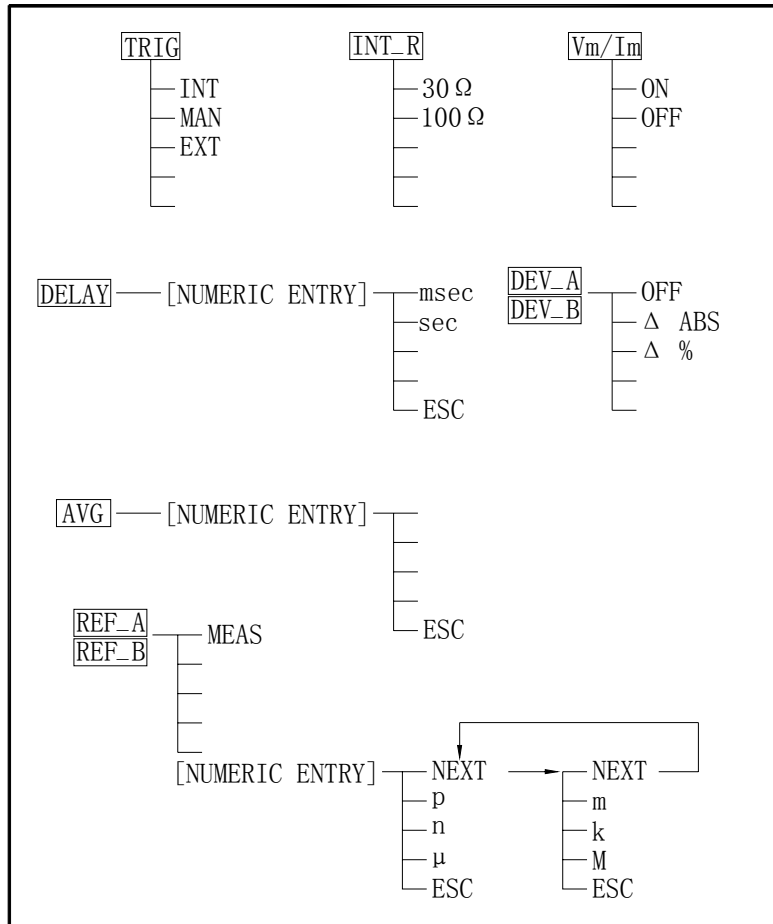 TRIG
INT
MAN
EXT
INT_R
30 Ω
100 Ω
Vm/Im
ON
OFF
DELAY
[NUMERIC ENTRY]
msec
sec
ESC
DEV_A
DEV_B
OFF
Δ ABS
Δ %
AVG
[NUMERIC ENTRY]
ESC
REF_A
REF_B
MEAS
[NUMERIC ENTRY]
NEXT
p
n
μ
ESC
NEXT
m
k
M
ESC